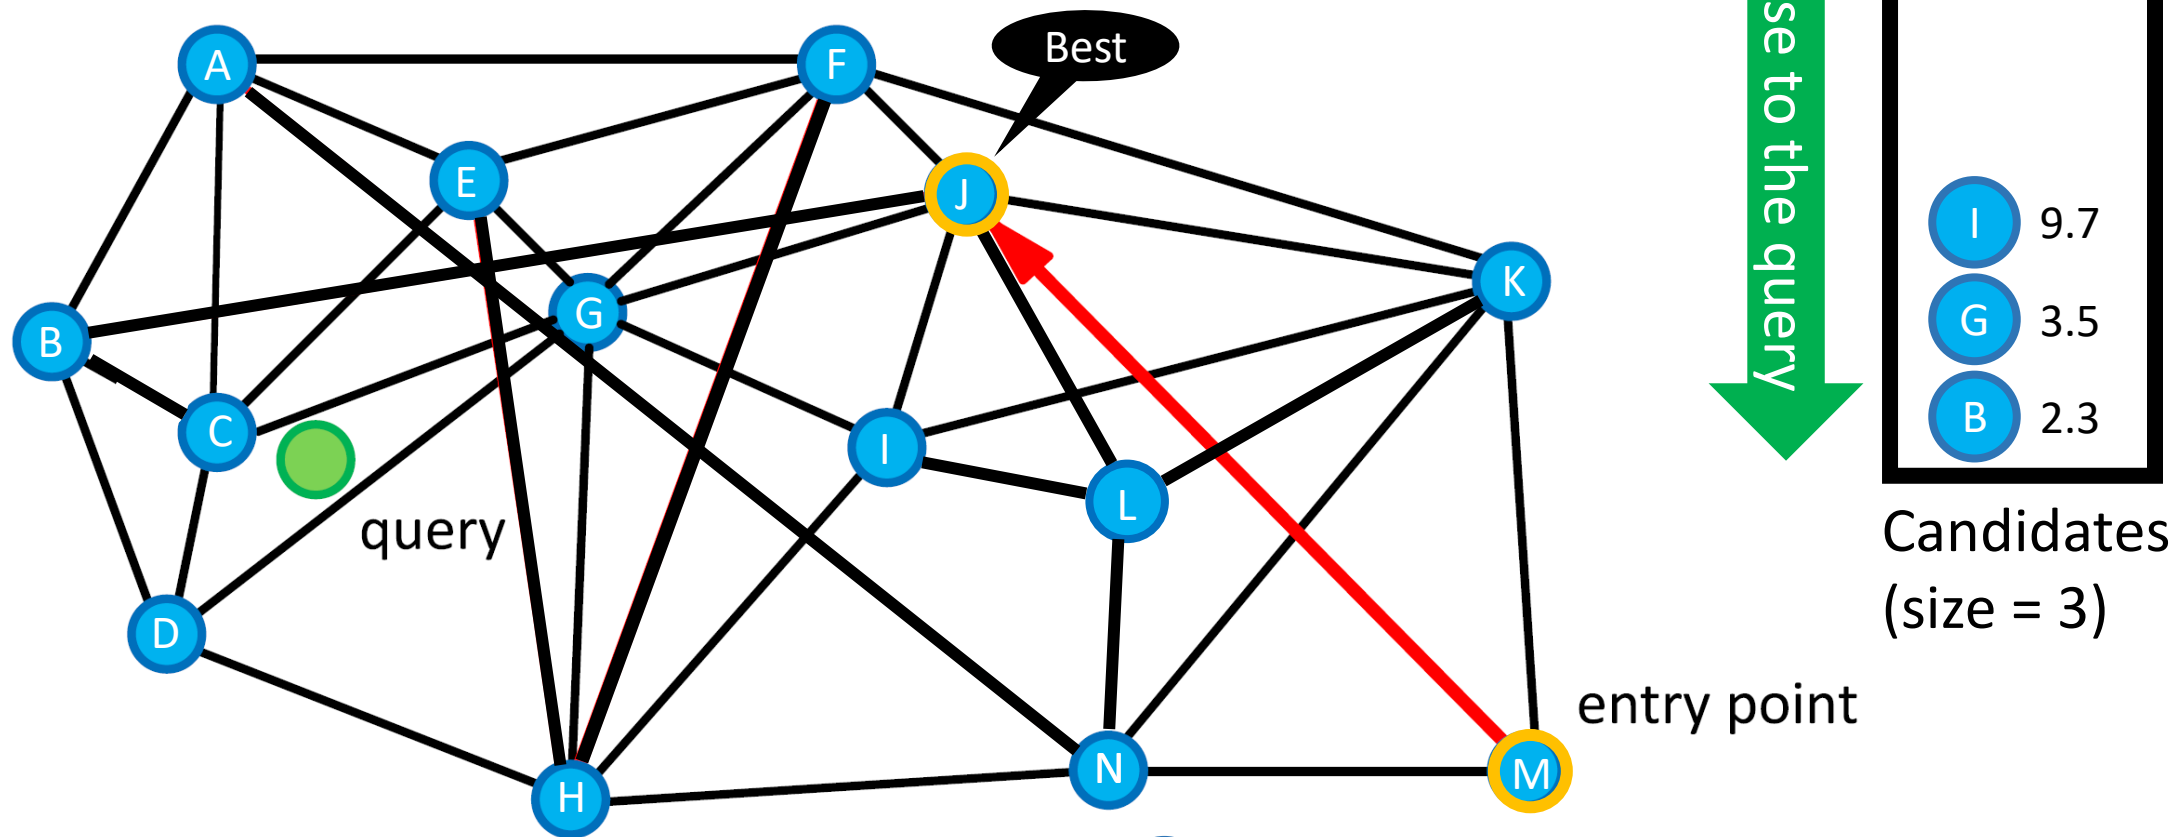 A
F
Best
E
J
se to the query
I 9.7
K
G
G 3.5
B
B 2.3
C
I
L
query
Candidates
(size = 3)
D
entry point
H
N
M